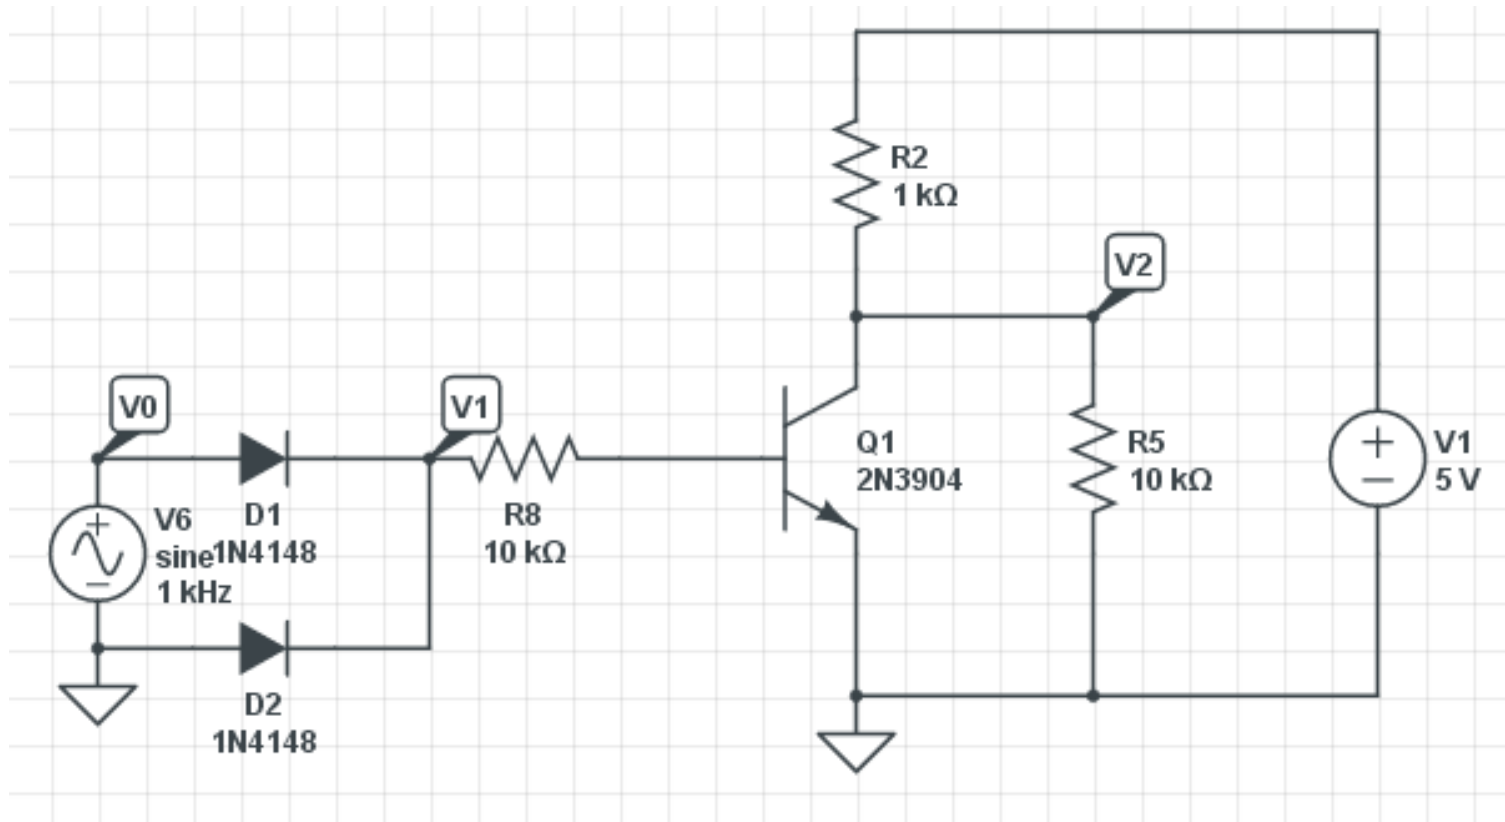 R2
1 kΩ
V2
V0
V1
Q1
2N3904
R5
10 kΩ
V1
5 V
V6
sine
1 kHz
D1
1N4148
R8
10 kΩ
D2
1N4148